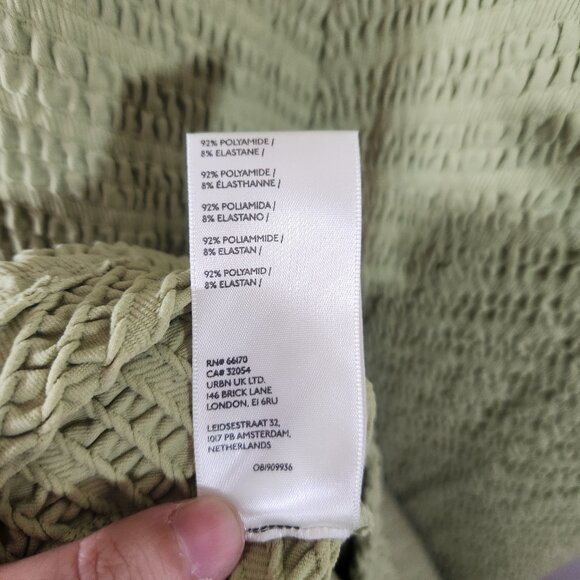 92% POLYAMIDE /
8% ELASTANE /
92% POLYAMIDE /
8% ÉLASTHANNE /
92% POLIAMIDA /
8% ELASTANO /
92% POLIAMMIDE /
8% ELASTAN /
92% POLYAMID /
8% ELASTAN /
RN# 66170
CA# 32054
URBN UK LTD.
146 BRICK LANE
LONDON, E1 6RU
LEIDSESTRAAT 32,
1017 PB AMSTERDAM,
NETHERLANDS
OB1909936